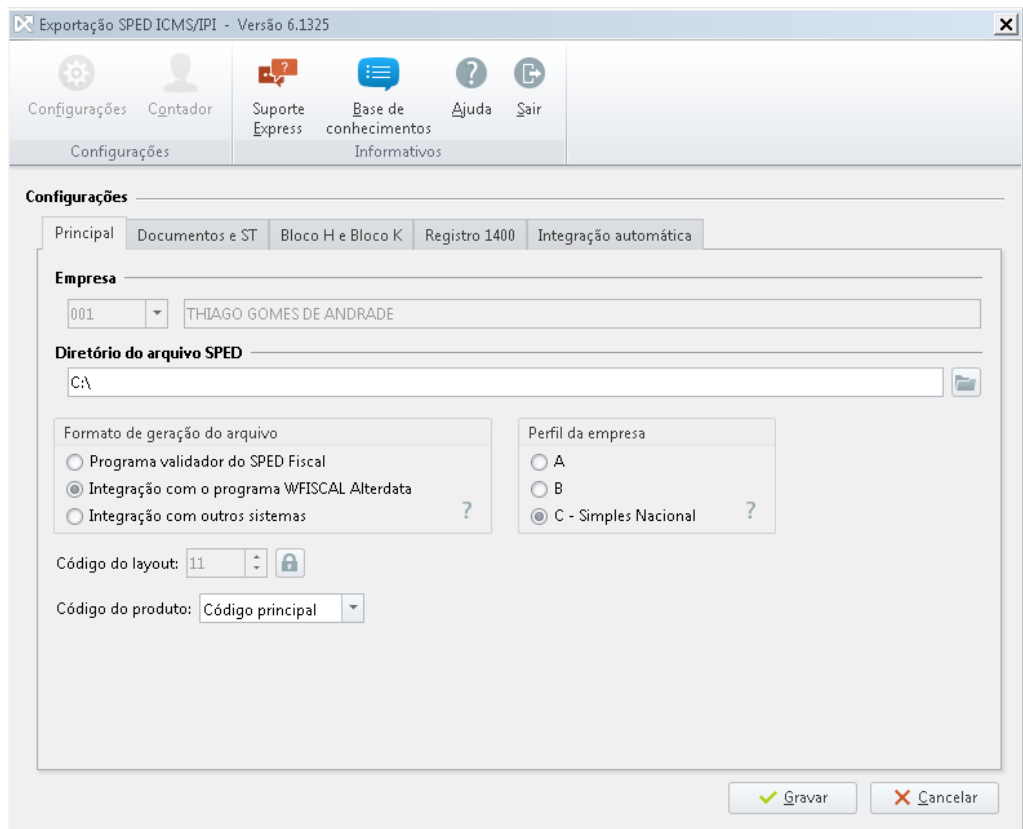 Exportação SPED ICMS/IPI - Versão 6.1325
Configurações
Contador
Suporte
Express
Base de
conhecimentos
Ajuda
Sair
Configurações
Informativos
Configurações
Principal
Documentos e ST
Bloco H e Bloco K
Registro 1400
Integração automática
Empresa
001
THIAGO GOMES DE ANDRADE
Diretório do arquivo SPED
C:\
Formato de geração do arquivo
Programa validador do SPED Fiscal
Integração com o programa WFISCAL Alterdata
Integração com outros sistemas
?
Perfil da empresa
A
B
C - Simples Nacional
?
Código do layout: 11
Código do produto: Código principal
Gravar
Cancelar